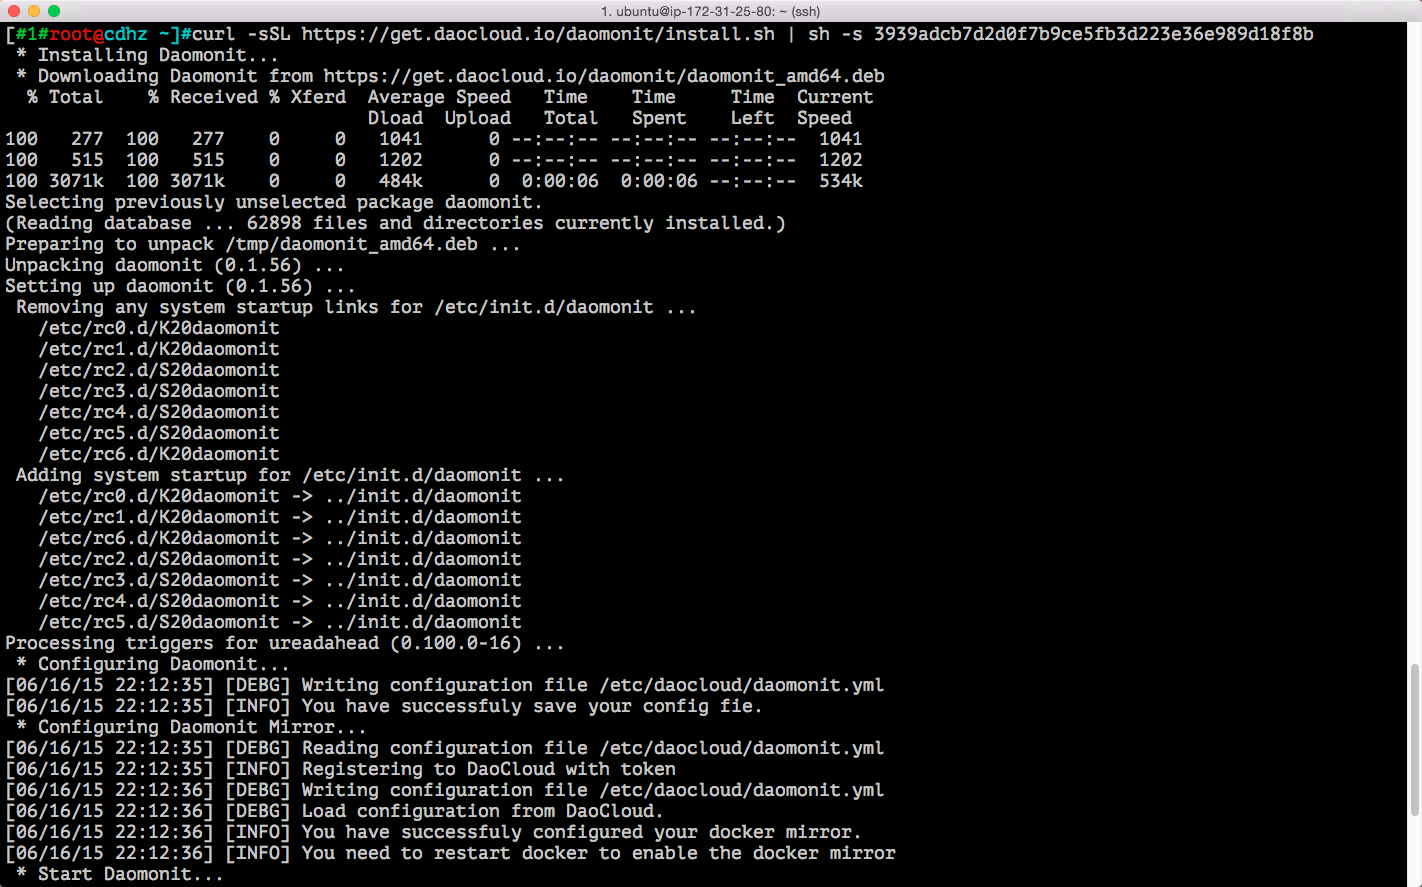 1. ubuntu@ip-172-31-25-80: ~ (ssh)
[#1#root@cdhz ~]#curl -sSL https://get.daocloud.io/daomonit/install.sh | sh -s 3939adcb7d2d0f7b9ce5fb3d223e36e989d18f8b
 * Installing Daomonit...
 * Downloading Daomonit from https://get.daocloud.io/daomonit/daomonit_amd64.deb
  % Total    % Received % Xferd  Average Speed   Time    Time     Time  Current
                                 Dload  Upload   Total   Spent    Left  Speed
100   277  100   277    0     0   1041      0 --:--:-- --:--:-- --:--:--  1041
100   515  100   515    0     0   1202      0 --:--:-- --:--:-- --:--:--  1202
100 3071k  100 3071k    0     0   484k      0  0:00:06  0:00:06 --:--:--  534k
Selecting previously unselected package daomonit.
(Reading database ... 62898 files and directories currently installed.)
Preparing to unpack /tmp/daomonit_amd64.deb ...
Unpacking daomonit (0.1.56) ...
Setting up daomonit (0.1.56) ...
 Removing any system startup links for /etc/init.d/daomonit ...
   /etc/rc0.d/K20daomonit
   /etc/rc1.d/K20daomonit
   /etc/rc2.d/S20daomonit
   /etc/rc3.d/S20daomonit
   /etc/rc4.d/S20daomonit
   /etc/rc5.d/S20daomonit
   /etc/rc6.d/K20daomonit
 Adding system startup for /etc/init.d/daomonit ...
   /etc/rc0.d/K20daomonit -> ../init.d/daomonit
   /etc/rc1.d/K20daomonit -> ../init.d/daomonit
   /etc/rc6.d/K20daomonit -> ../init.d/daomonit
   /etc/rc2.d/S20daomonit -> ../init.d/daomonit
   /etc/rc3.d/S20daomonit -> ../init.d/daomonit
   /etc/rc4.d/S20daomonit -> ../init.d/daomonit
   /etc/rc5.d/S20daomonit -> ../init.d/daomonit
Processing triggers for ureadahead (0.100.0-16) ...
 * Configuring Daomonit...
[06/16/15 22:12:35] [DEBG] Writing configuration file /etc/daocloud/daomonit.yml
[06/16/15 22:12:35] [INFO] You have successfuly save your config fie.
 * Configuring Daomonit Mirror...
[06/16/15 22:12:35] [DEBG] Reading configuration file /etc/daocloud/daomonit.yml
[06/16/15 22:12:35] [INFO] Registering to DaoCloud with token
[06/16/15 22:12:36] [DEBG] Writing configuration file /etc/daocloud/daomonit.yml
[06/16/15 22:12:36] [DEBG] Load configuration from DaoCloud.
[06/16/15 22:12:36] [INFO] You have successfuly configured your docker mirror.
[06/16/15 22:12:36] [INFO] You need to restart docker to enable the docker mirror
 * Start Daomonit...